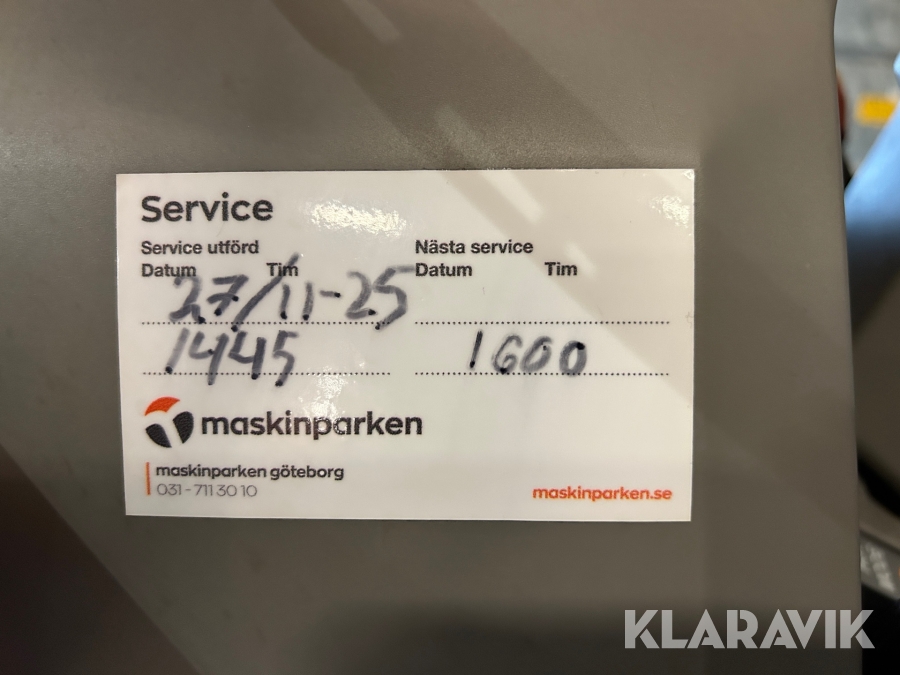 Service
Service utförd Nästa service
Datum Tim Datum Tim
27/11-25
1445 1600
maskinparken
maskinparken göteborg
031 - 711 30 10 maskinparken.se
KLARAVIK